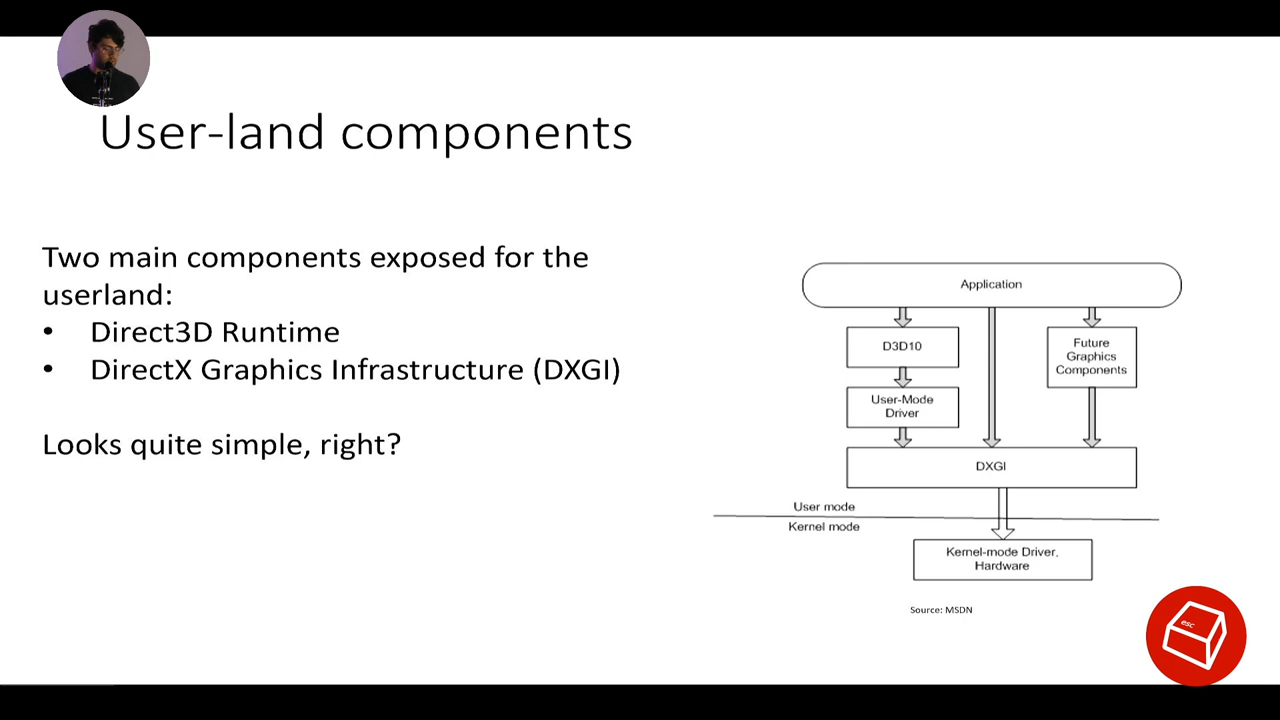 User-land components
Two main components exposed for the
userland:
• Direct3D Runtime
• DirectX Graphics Infrastructure (DXGI)
Looks quite simple, right?
Application
D3D10
Future
Graphics
Components
User-Mode
Driver
DXGI
User mode
Kernel mode
Kernel-mode Driver,
Hardware
Source: MSDN
esc